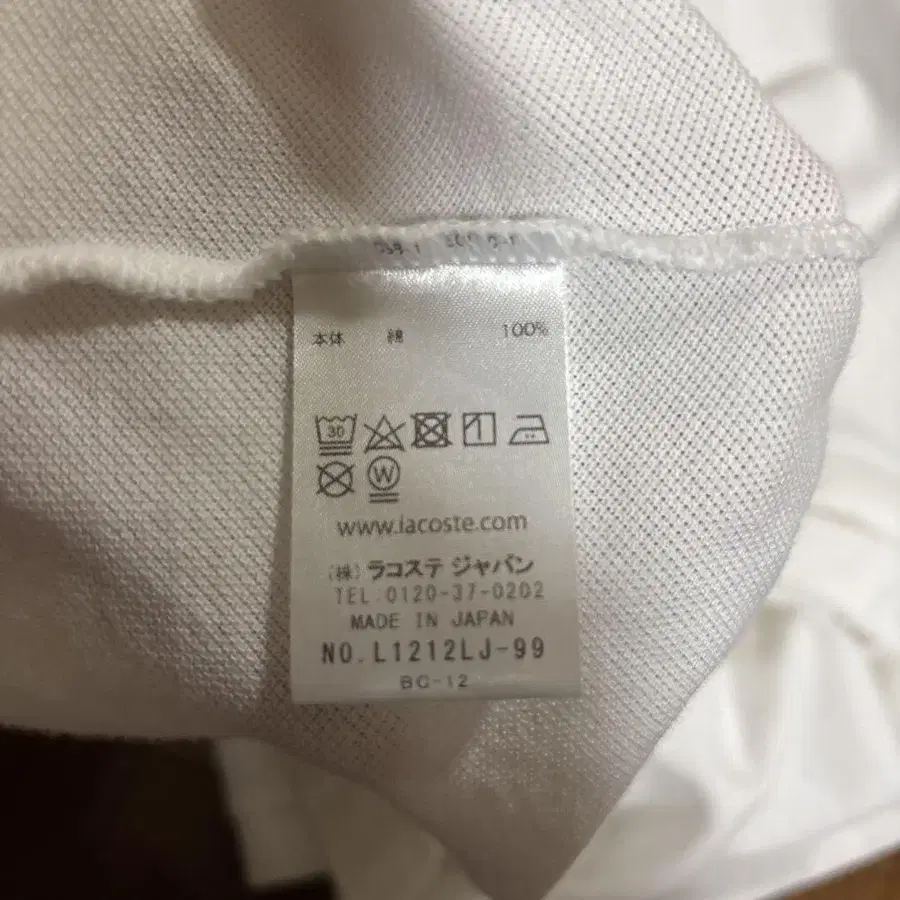 本体 綿 100%
30
W
www.lacoste.com
(株) ラコステ ジャパン
TEL:0120-37-0202
MADE IN JAPAN
NO.L1212LJ-99
BC-12